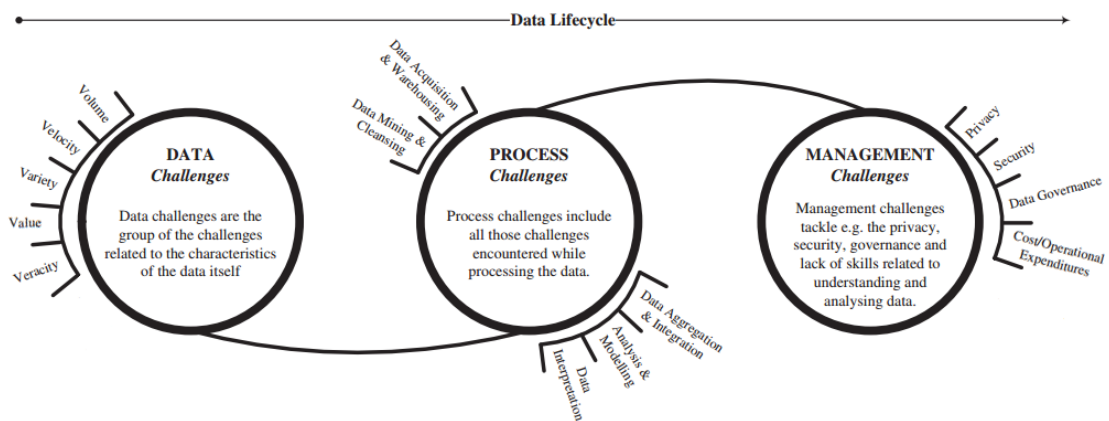 Data Lifecycle
Volume
Velocity
Variety
Value
Veracity
DATA
Challenges
Data challenges are the
group of the challenges
related to the characteristics
of the data itself
Data Acquisition
& Warehousing
Data Mining &
Cleansing
PROCESS
Challenges
Process challenges include
all those challenges
encountered while
processing the data.
Data Aggregation
& Integration
Analysis &
Modelling
Data
Interpretation
MANAGEMENT
Challenges
Management challenges
tackle e.g. the privacy,
security, governance and
lack of skills related to
understanding and
analysing data.
Privacy
Security
Data Governance
Cost/Operational
Expenditures